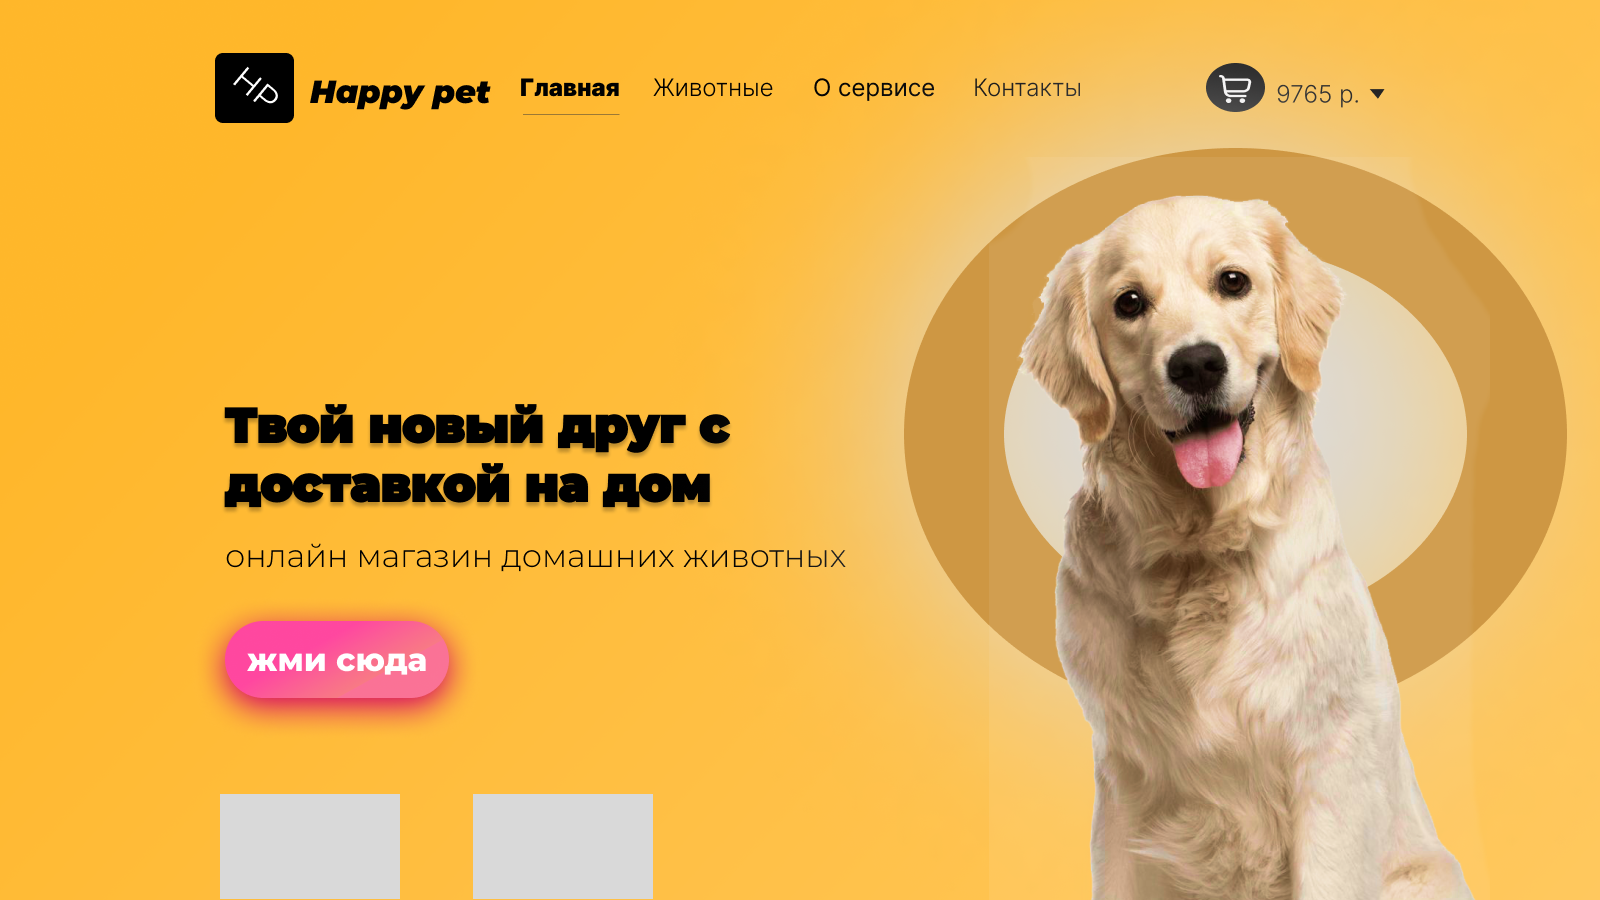 HP
Happy pet
Главная Животные О сервисе Контакты
9765 р.
Твой новый друг с
доставкой на дом
онлайн магазин домашних животных
жми сюда